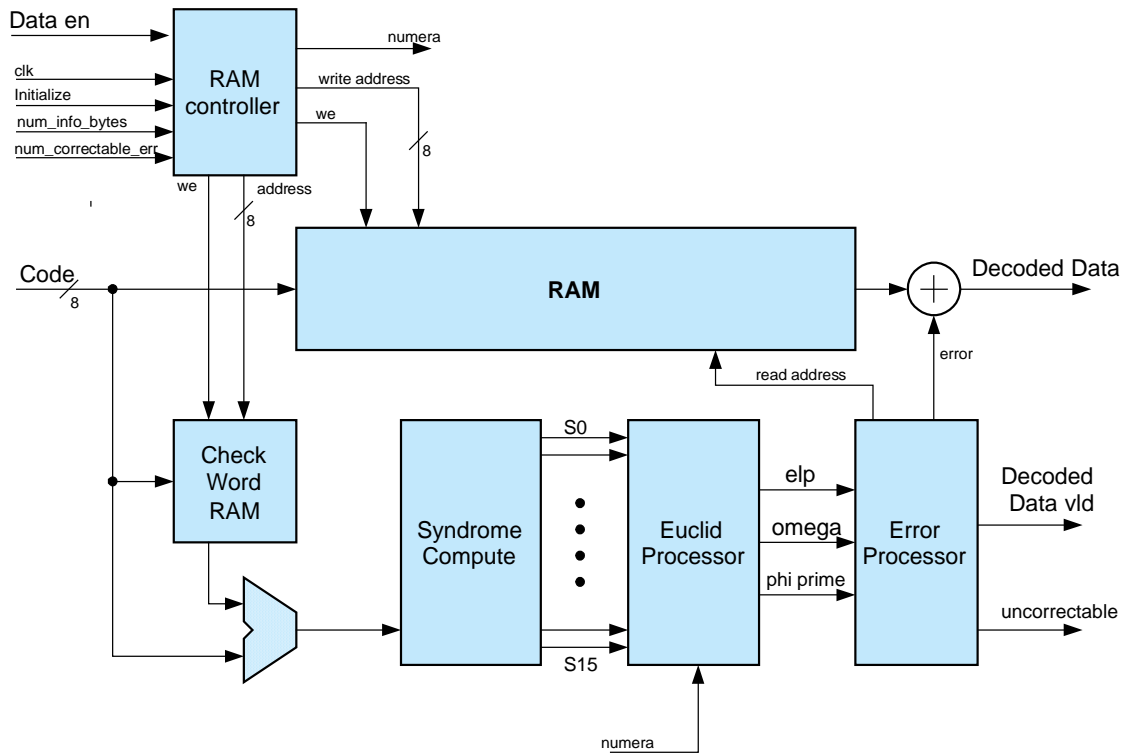 Data en
numera
clk
RAM
controller
write address
Initialize
we
num_info_bytes
8
num_correctable_err
we
address
8
Code
8
RAM
Decoded Data
error
read address
Check
Word
RAM
S0
Syndrome
Compute
Euclid
Processor
elp
omega
phi prime
Error
Processor
Decoded
Data vld
uncorrectable
S15
numera